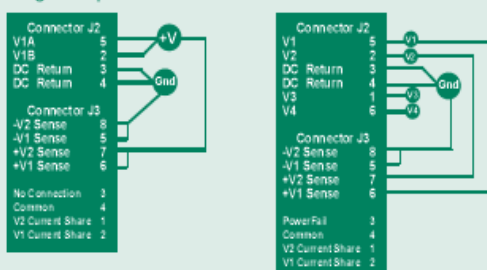 Connector J2
V1A 5
V1B 2
DC Return 3
DC Return 4
Connector J3
-V2 Sense 8
-V1 Sense 5
+V2 Sense 7
+V1 Sense 6
No Connection 3
Common 4
V2 Current Share 1
V1 Current Share 2
+V
Gnd
Connector J2
V1 5
V2 2
DC Return 3
DC Return 4
V3 1
V4 6
Connector J3
-V2 Sense 8
-V1 Sense 5
+V2 Sense 7
+V1 Sense 6
PowerFail 3
Common 4
V2 Current Share 1
V1 Current Share 2
V1
V2
Gnd
V3
V4